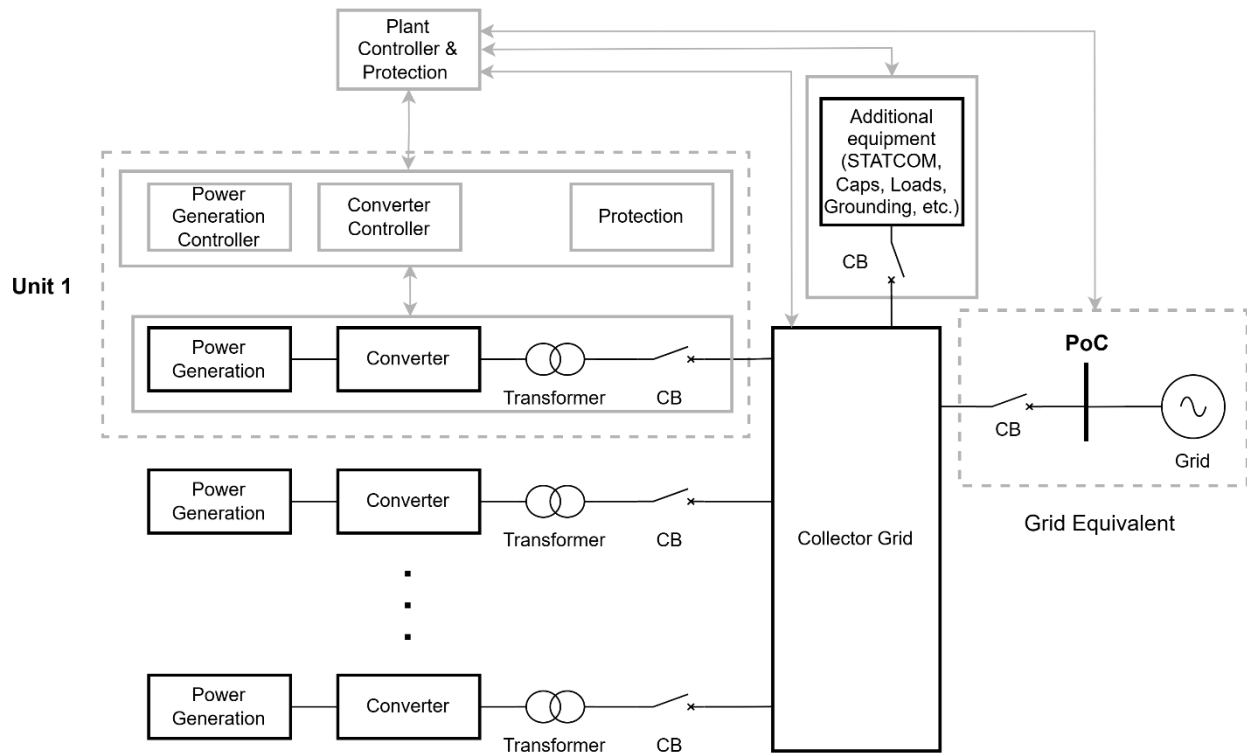 Plant
Controller &
Protection
Additional
equipment
(STATCOM,
Caps, Loads,
Grounding, etc.)
CB
Power
Generation
Controller
Converter
Controller
Protection
Unit 1
Power
Generation
Converter
Transformer
CB
PoC
CB
Grid
Grid Equivalent
Power
Generation
Converter
Transformer
CB
Collector Grid
Power
Generation
Converter
Transformer
CB